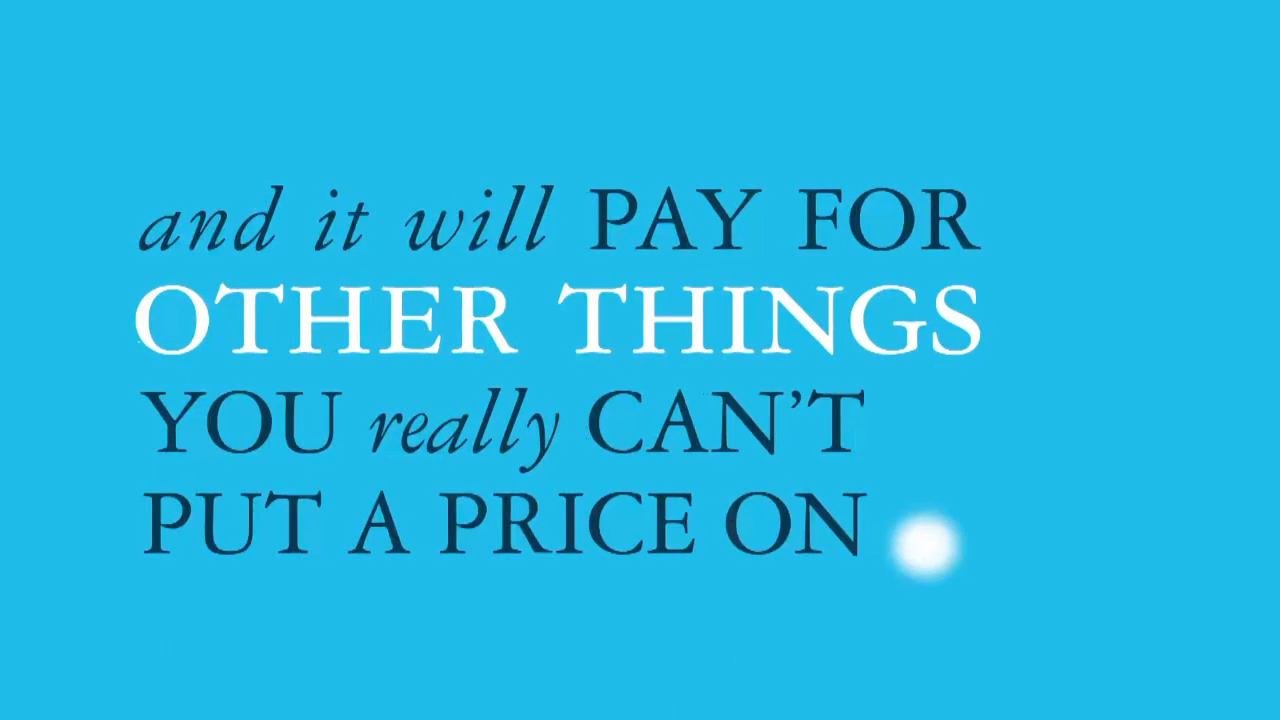 and it will PAY FOR
OTHER THINGS
YOU really CAN’T
PUT A PRICE ON